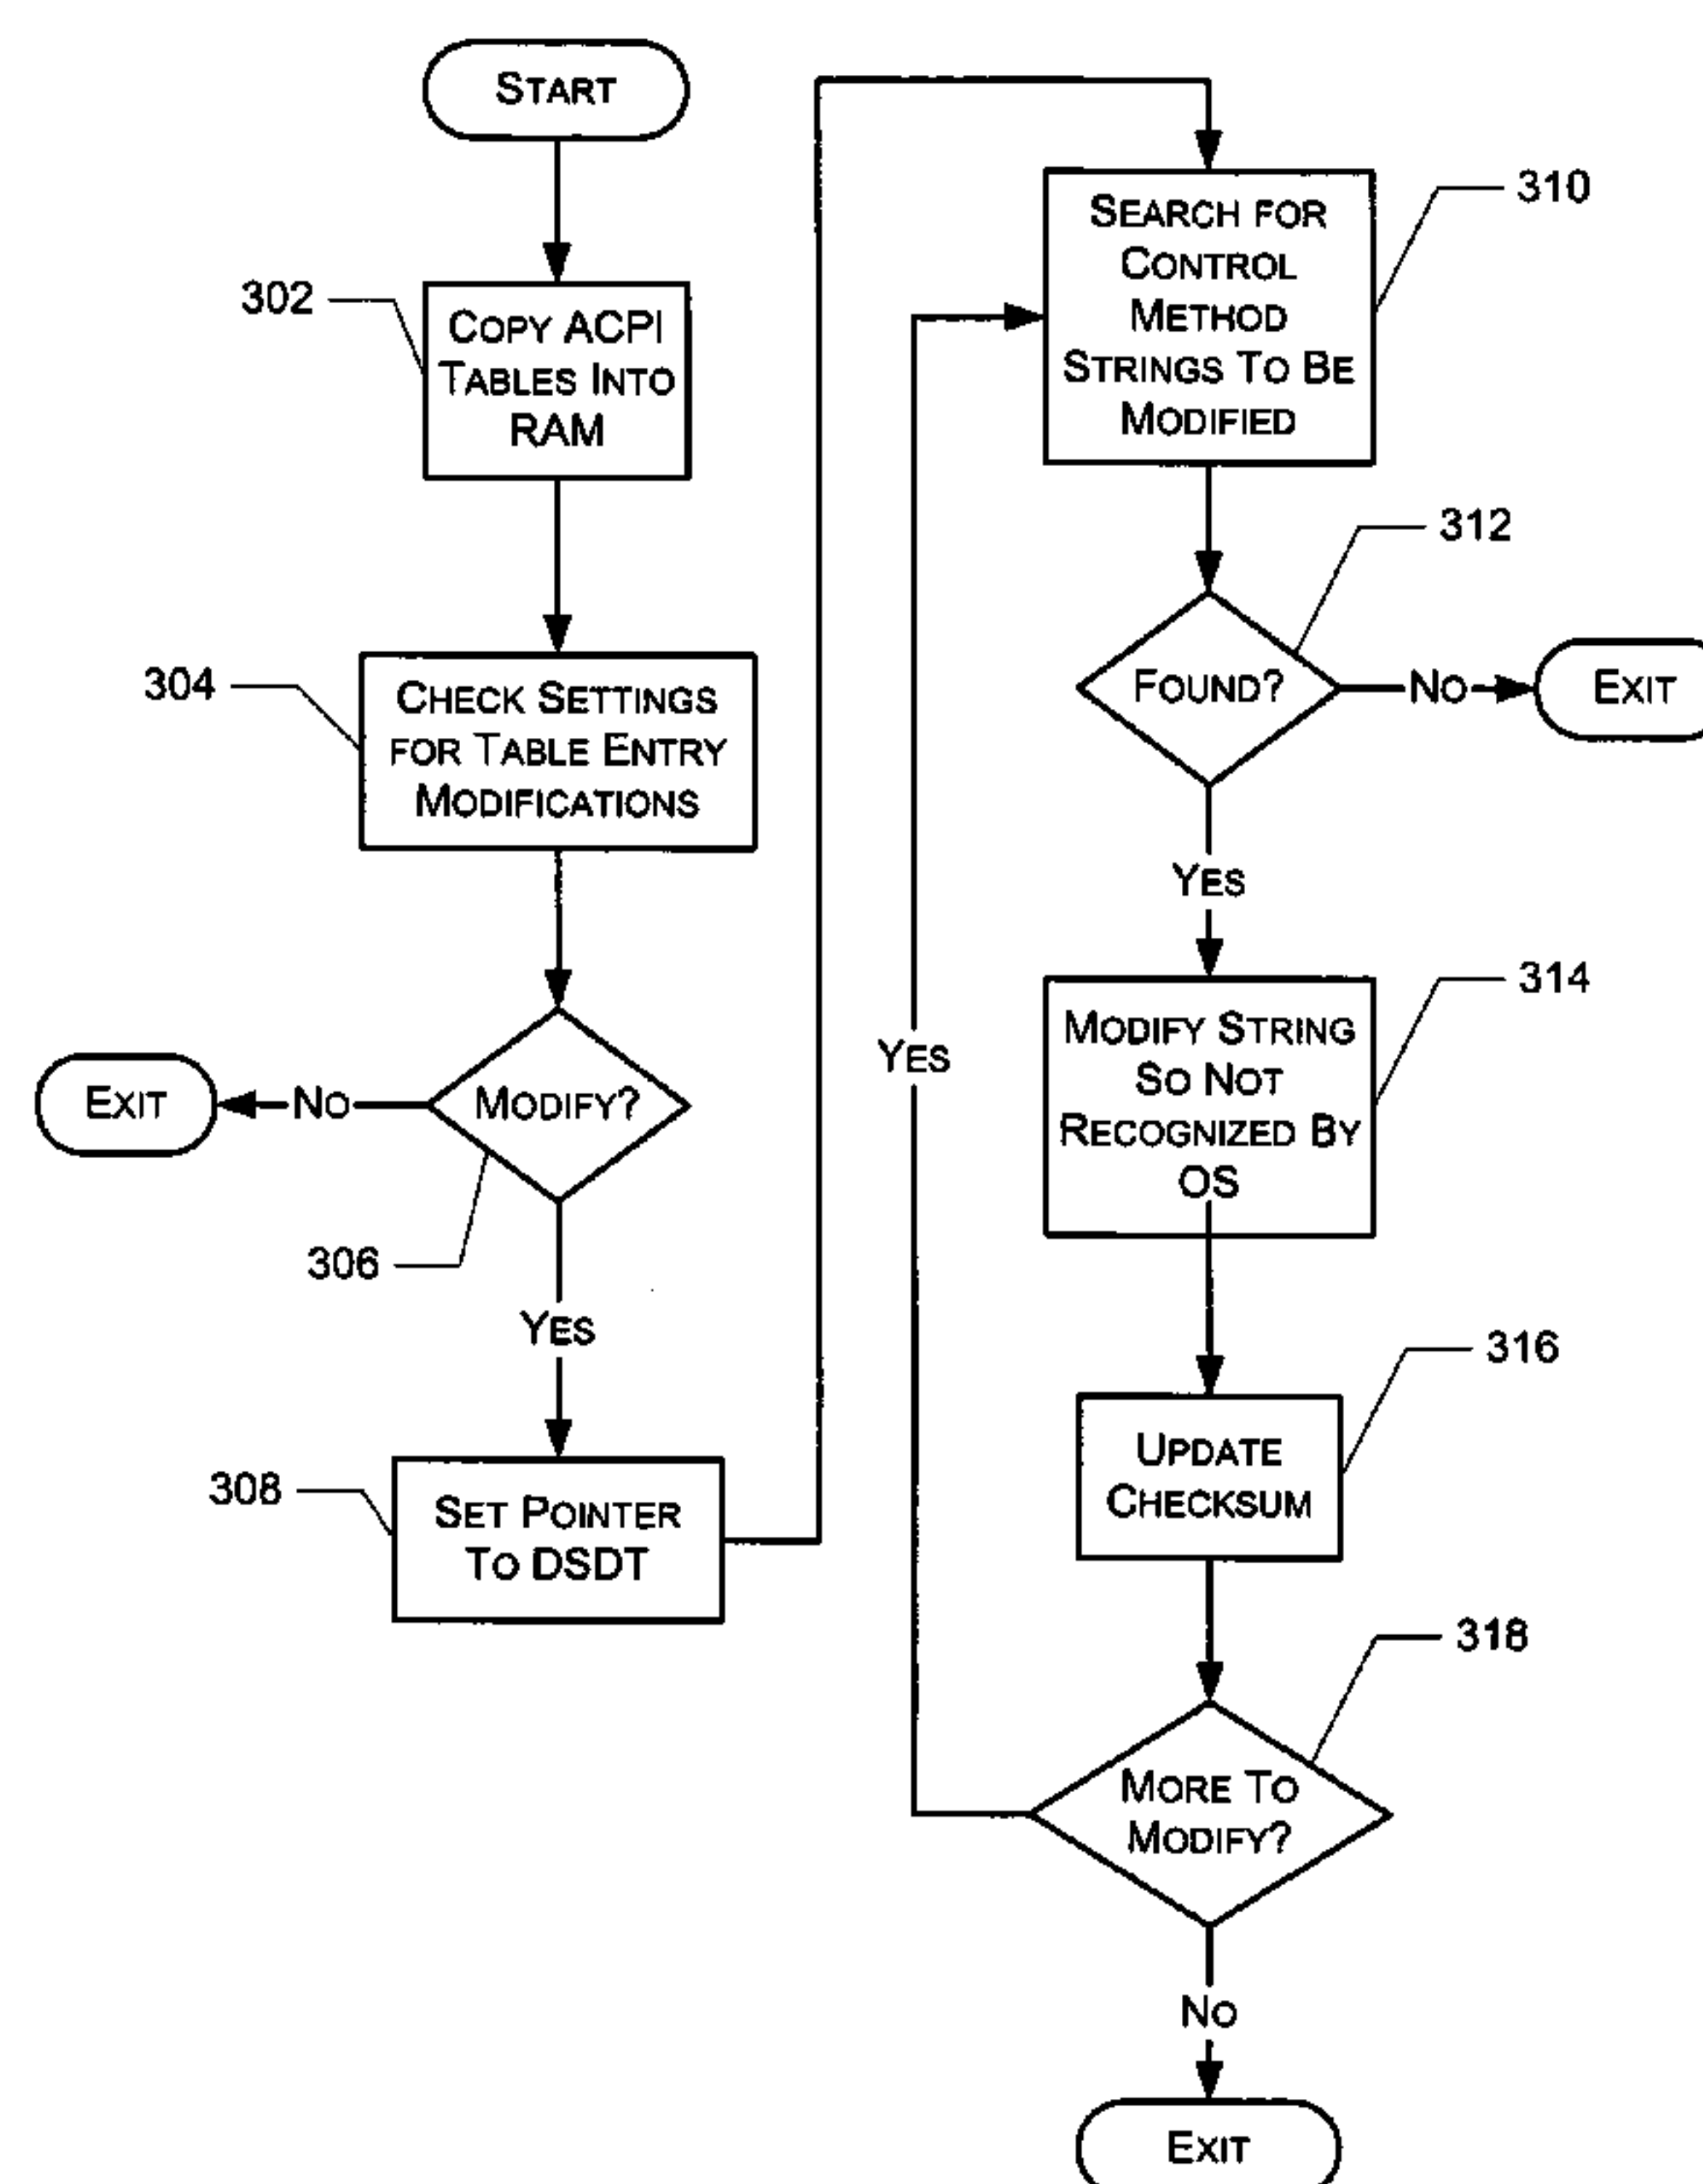 START
302
COPY ACPI
TABLES INTO
RAM
304
CHECK SETTINGS
FOR TABLE ENTRY
MODIFICATIONS
EXIT
NO
MODIFY?
306
YES
308
SET POINTER
TO DSDT
310
SEARCH FOR
CONTROL
METHOD
STRINGS TO BE
MODIFIED
312
FOUND?
NO
EXIT
YES
314
MODIFY STRING
SO NOT
RECOGNIZED BY
OS
YES
316
UPDATE
CHECKSUM
318
MORE TO
MODIFY?
NO
EXIT